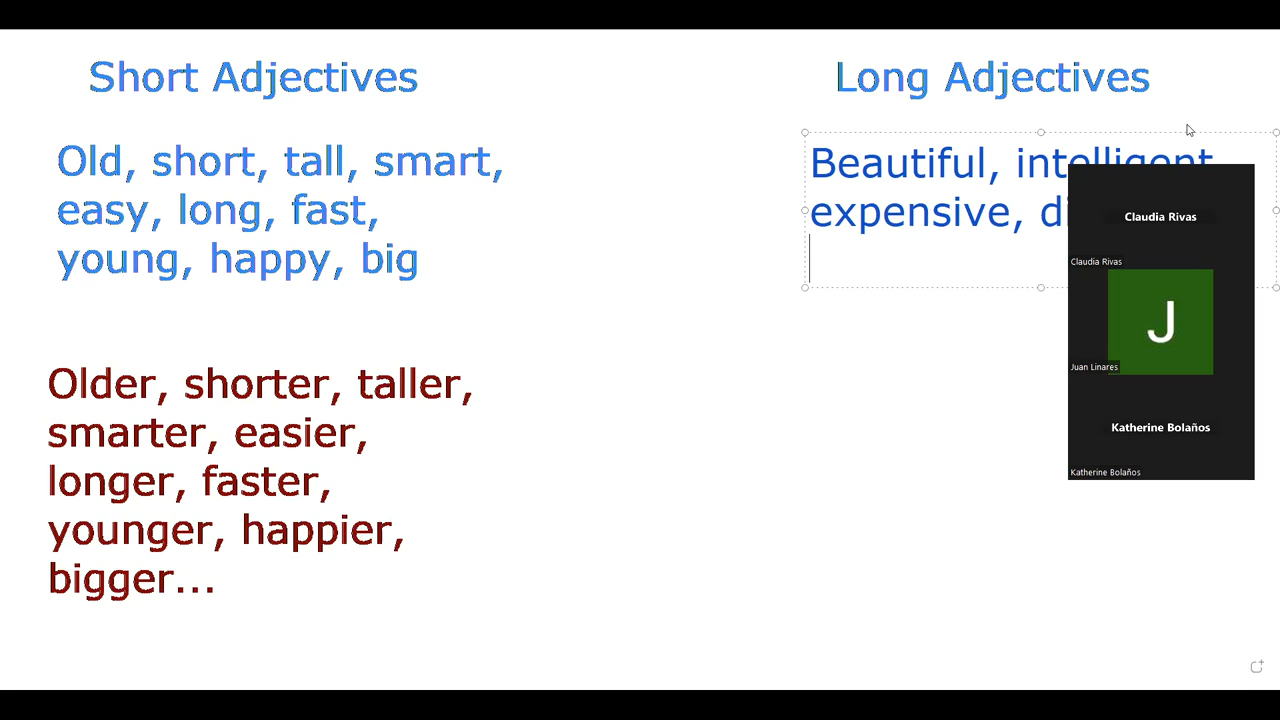 Short Adjectives
Old, short, tall, smart,
easy, long, fast,
young, happy, big
Older, shorter, taller,
smarter, easier,
longer, faster,
younger, happier,
bigger...
Long Adjectives
Beautiful, intelligent
expensive,
Claudia Rivas
Claudia Rivas
J
Juan Linares
Katherine Bolaños
Katherine Bolaños